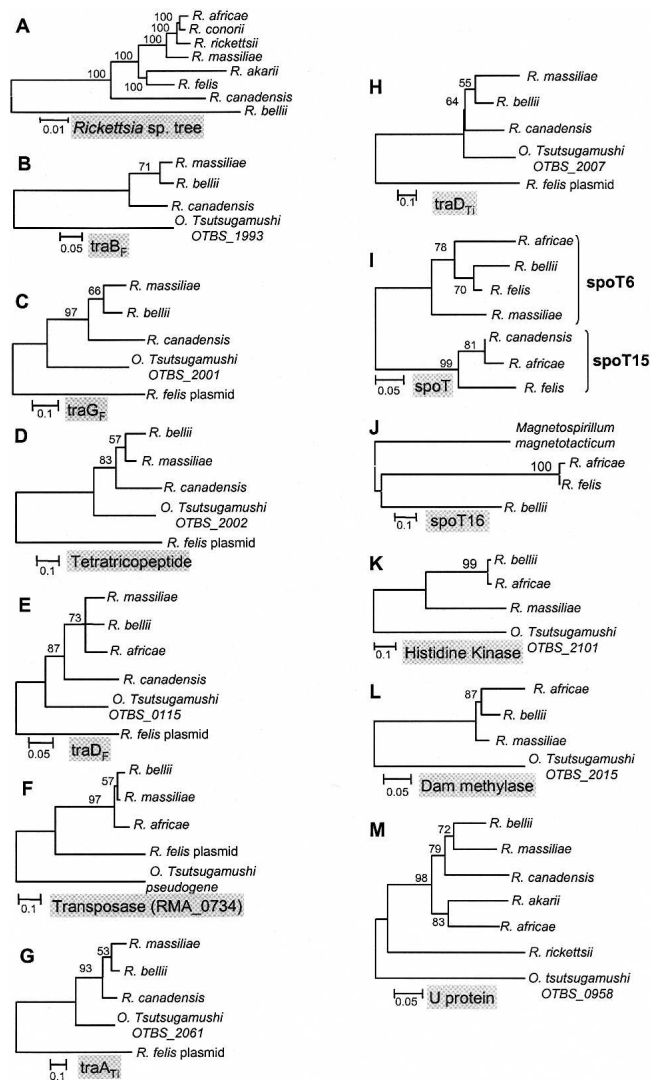 A
100
R. africae
100
R. conorii
100
R. rickettsii
100
R. massiliae
100
R. akarii
100
R. felis
R. canadensis
R. bellii
0.01
Rickettsia sp. tree
B
71
R. massiliae
R. bellii
R. canadensis
O. Tsutsugamushi
OTBS_1993
0.05
traBF
C
66
R. massiliae
97
R. bellii
R. canadensis
O. Tsutsugamushi
OTBS_2001
R. felis plasmid
0.1
traGF
D
57
R. bellii
83
R. massiliae
R. canadensis
O. Tsutsugamushi
OTBS_2002
R. felis plasmid
0.1
Tetratricopeptide
E
R. massiliae
73
R. bellii
87
R. africae
R. canadensis
O. Tsutsugamushi
OTBS_0115
R. felis plasmid
0.05
traDF
F
R. bellii
57
97
R. massiliae
R. africae
R. felis plasmid
O. Tsutsugamushi
pseudogene
0.1
Transposase (RMA_0734)
G
53
R. massiliae
93
R. bellii
R. canadensis
O. Tsutsugamushi
OTBS_2061
R. felis plasmid
0.1
traATi
H
55
R. massiliae
64
R. bellii
R. canadensis
O. Tsutsugamushi
OTBS_2007
R. felis plasmid
0.1
traDTi
I
78
R. africae
R. bellii
70
R. felis
R. massiliae
spoT6
R. canadensis
81
99
R. africae
R. felis
spoT15
0.05
spoT
J
Magnetospirillum
magnetotacticum
100
R. africae
R. felis
R. bellii
0.1
spoT16
K
99
R. bellii
R. africae
R. massiliae
O. Tsutsugamushi
OTBS_2101
0.1
Histidine Kinase
L
87
R. africae
R. bellii
R. massiliae
O. Tsutsugamushi
OTBS_2015
0.05
Dam methylase
M
72
R. bellii
79
R. massiliae
98
R. canadensis
R. akarii
83
R. africae
R. rickettsii
O. tsutsugamushi
OTBS_0958
0.05
U protein